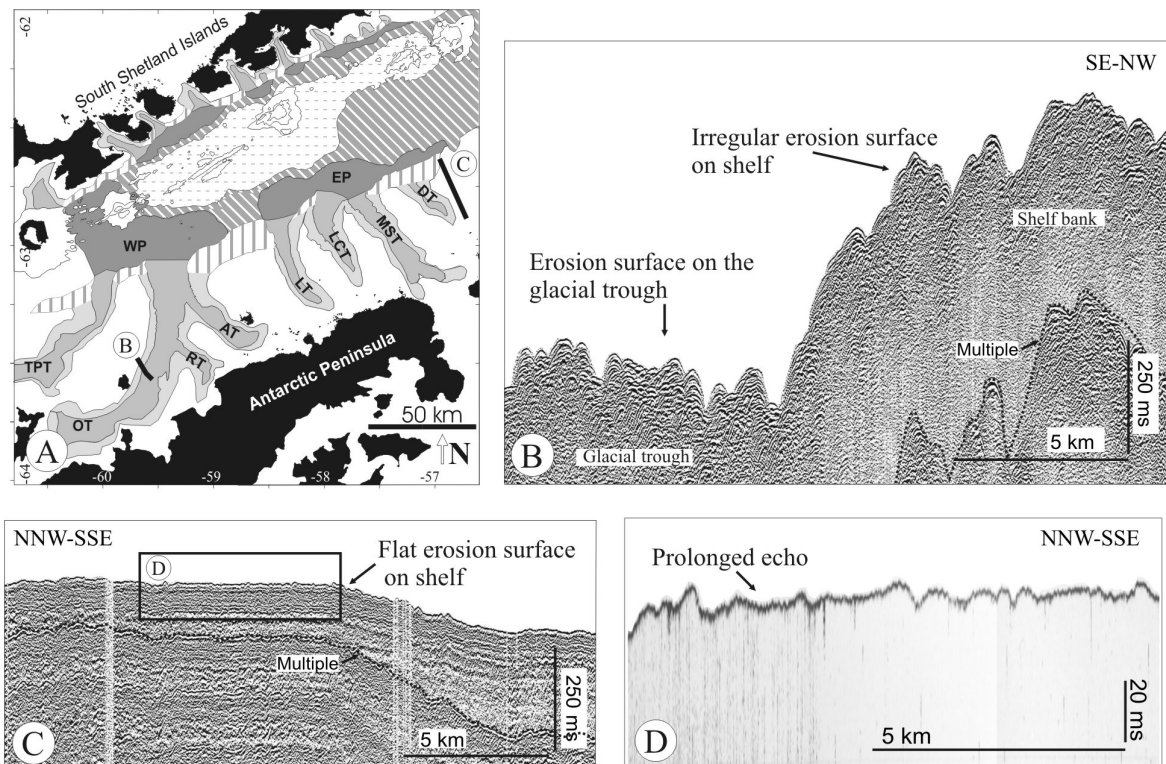 -62
South Shetland Islands
C
EP
DT
MST
WP
-63
LCT
LT
AT
B
RT
TPT
Antarctic Peninsula
OT
50 km
A
N
-64
-60
-59
-58
-57
SE-NW
Irregular erosion surface
on shelf
Shelf bank
Erosion surface on the
glacial trough
Multiple
250 ms
5 km
Glacial trough
B
NNW-SSE
D
Flat erosion surface
on shelf
Multiple
250 ms
5 km
C
NNW-SSE
Prolonged echo
20 ms
5 km
D